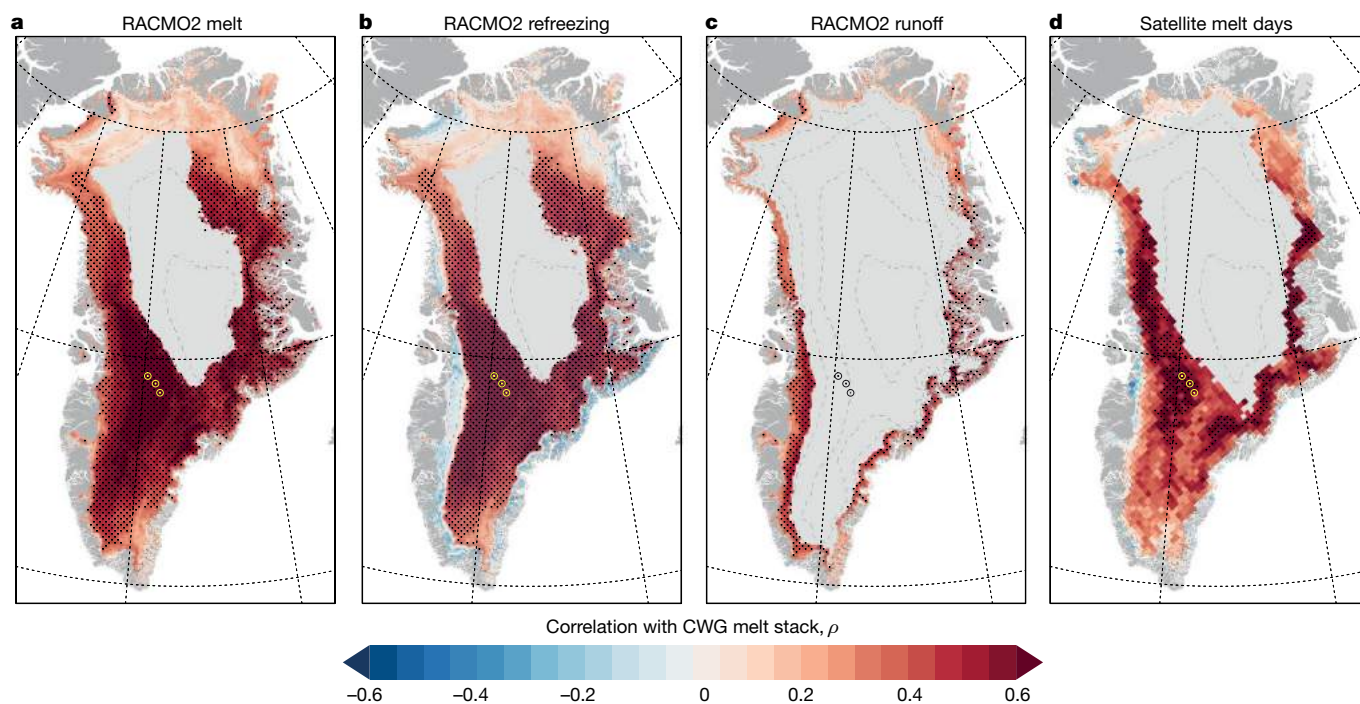 a RACMO2 melt
b RACMO2 refreezing
c RACMO2 runoff
d Satellite melt days
Correlation with CWG melt stack, ρ
–0.6 –0.4 –0.2 0 0.2 0.4 0.6